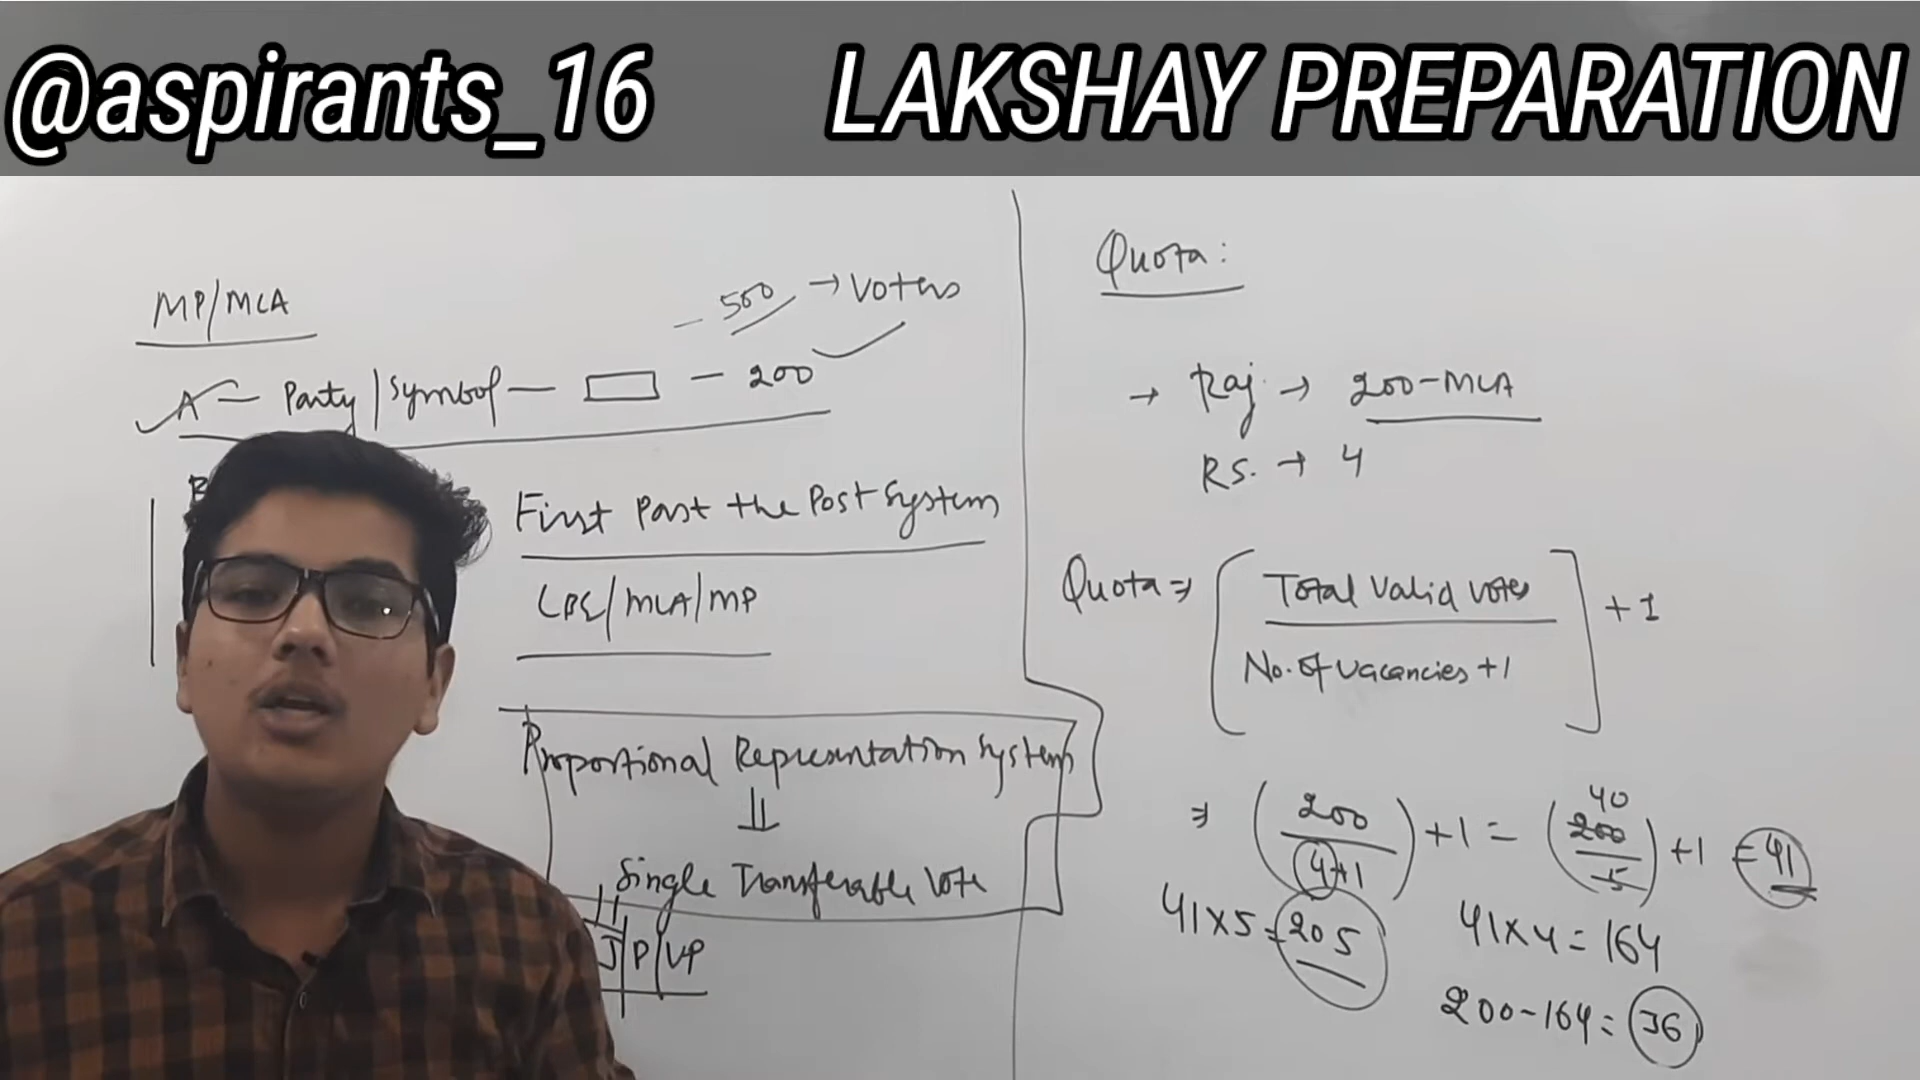 @aspirants_16 LAKSHAY PREPARATION
MP/MLA
- 500 → Voters
A - Party/Symbol - - 200
B
First Past the Post System
/MLA/MP
Proportional Representation System
Single Transferable Vote
P/VP
Quota:
→ Raj. → 200-MLA
RS. → 4
Quota ⇒ [Total Valid votes / No. of vacancies +1] + 1
⇒ (200 / 4+1) +1 = (200 / 5) +1 = 41
40
41×5 = 205
41×4 = 164
200-164 = 36